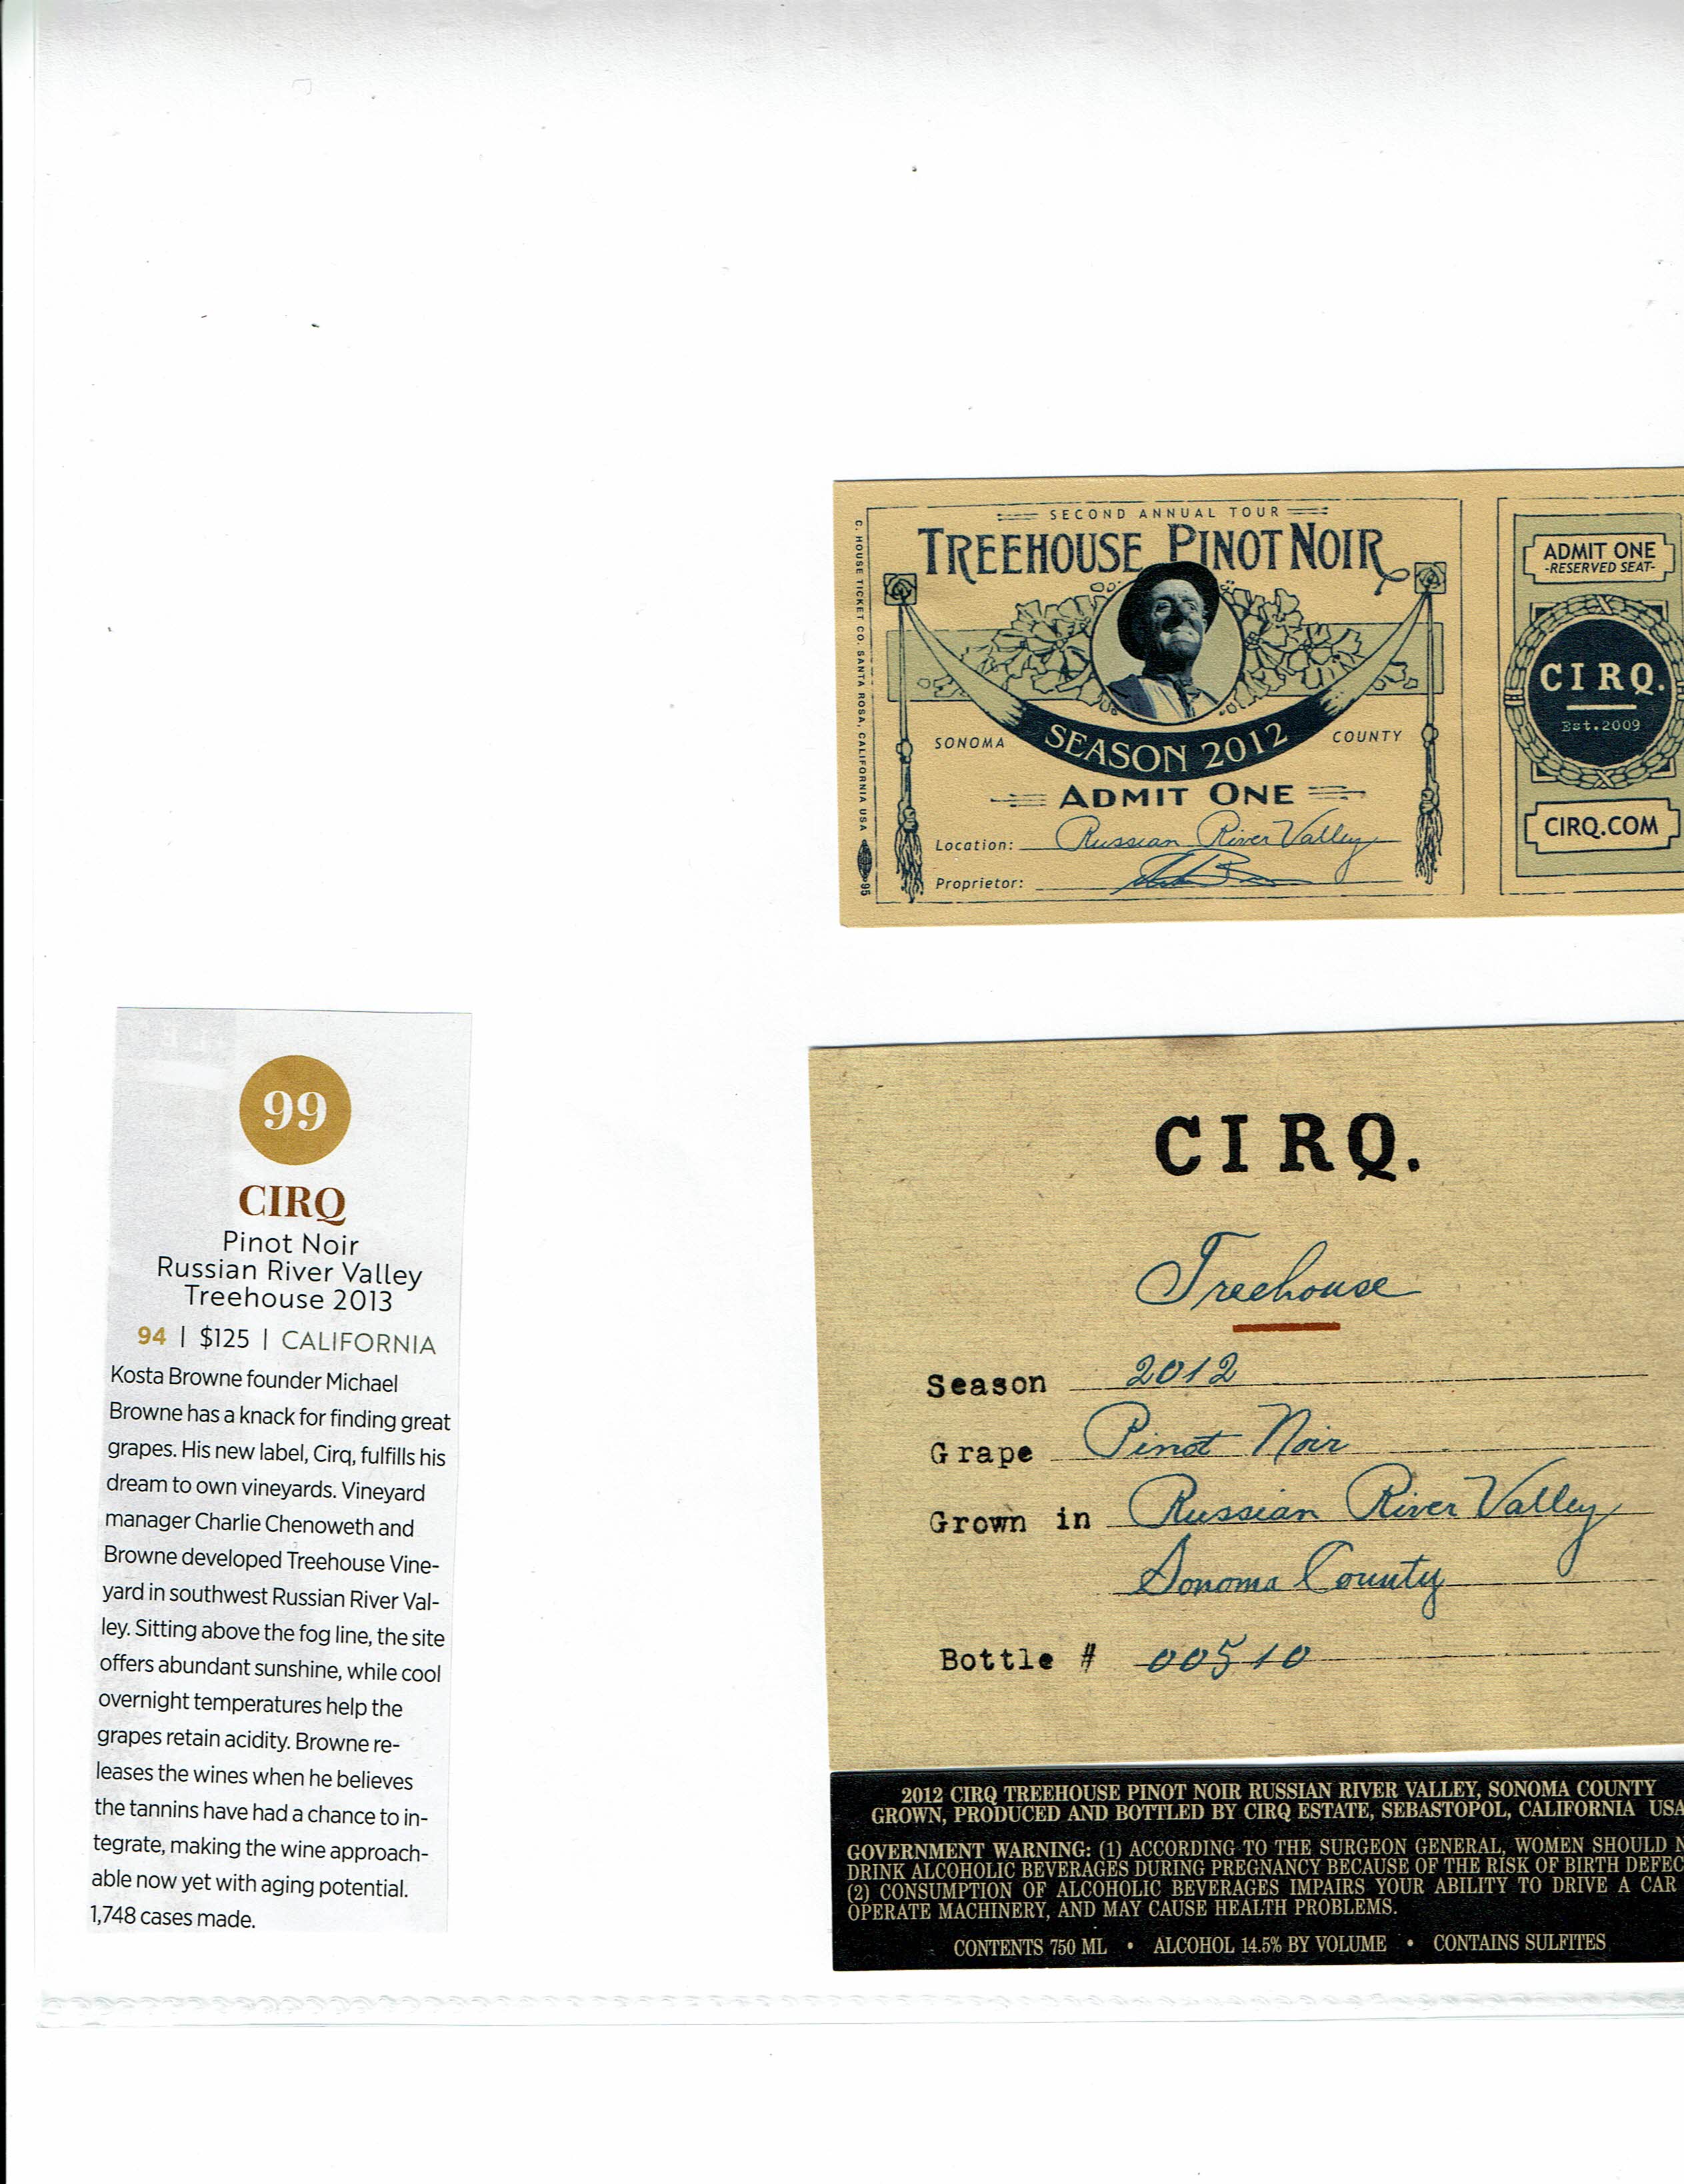 SECOND ANNUAL TOUR
TREEHOUSE PINOT NOIR
SEASON 2012
SONOMA COUNTY
ADMIT ONE
Location: Russian River Valley
Proprietor:
C. HOUSE TICKET CO. SANTA ROSA, CALIFORNIA USA
95
ADMIT ONE
-RESERVED SEAT-
CIRQ.
Est.2009
CIRQ.COM
99
CIRQ
Pinot Noir
Russian River Valley
Treehouse 2013
94 | $125 | CALIFORNIA
Kosta Browne founder Michael
Browne has a knack for finding great
grapes. His new label, Cirq, fulfills his
dream to own vineyards. Vineyard
manager Charlie Chenoweth and
Browne developed Treehouse Vine-
yard in southwest Russian River Val-
ley. Sitting above the fog line, the site
offers abundant sunshine, while cool
overnight temperatures help the
grapes retain acidity. Browne re-
leases the wines when he believes
the tannins have had a chance to in-
tegrate, making the wine approach-
able now yet with aging potential.
1,748 cases made.
CIRQ.
Treehouse
Season 2012
Grape Pinot Noir
Grown in Russian River Valley
Sonoma County
Bottle # 00510
2012 CIRQ TREEHOUSE PINOT NOIR RUSSIAN RIVER VALLEY, SONOMA COUNTY
GROWN, PRODUCED AND BOTTLED BY CIRQ ESTATE, SEBASTOPOL, CALIFORNIA USA
GOVERNMENT WARNING: (1) ACCORDING TO THE SURGEON GENERAL, WOMEN SHOULD N
DRINK ALCOHOLIC BEVERAGES DURING PREGNANCY BECAUSE OF THE RISK OF BIRTH DEFEC
(2) CONSUMPTION OF ALCOHOLIC BEVERAGES IMPAIRS YOUR ABILITY TO DRIVE A CAR
OPERATE MACHINERY, AND MAY CAUSE HEALTH PROBLEMS.
CONTENTS 750 ML • ALCOHOL 14.5% BY VOLUME • CONTAINS SULFITES